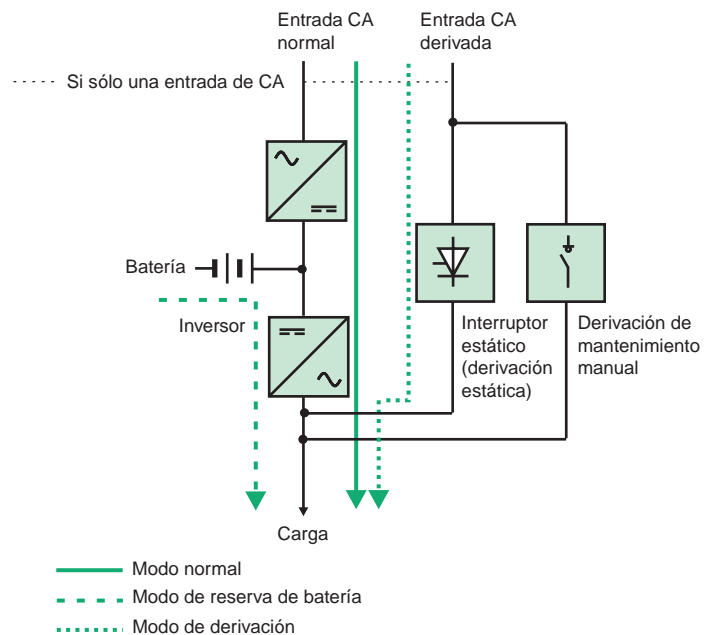 Entrada CA
normal
Entrada CA
derivada
Si sólo una entrada de CA
Batería
Inversor
Interruptor
estático
(derivación
estática)
Derivación de
mantenimiento
manual
Carga
Modo normal
Modo de reserva de batería
Modo de derivación